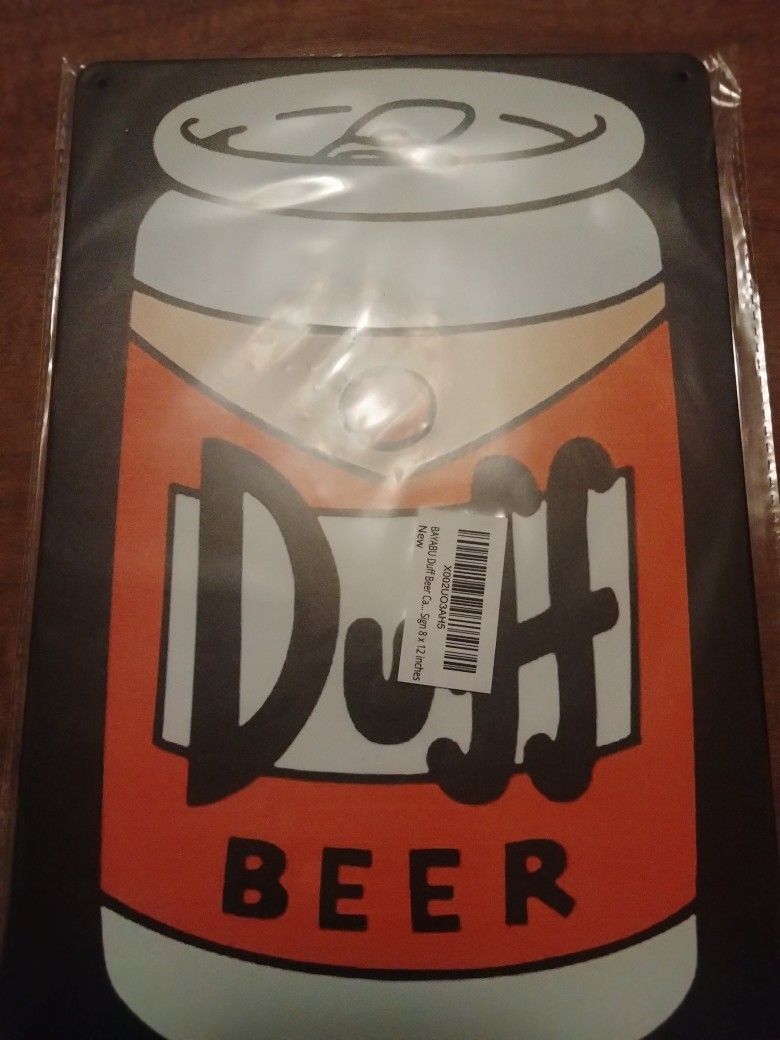 Duff
X002UO3AH5
BAYABU Duff Beer Ca... Sign 8 x 12 inches
New
BEER